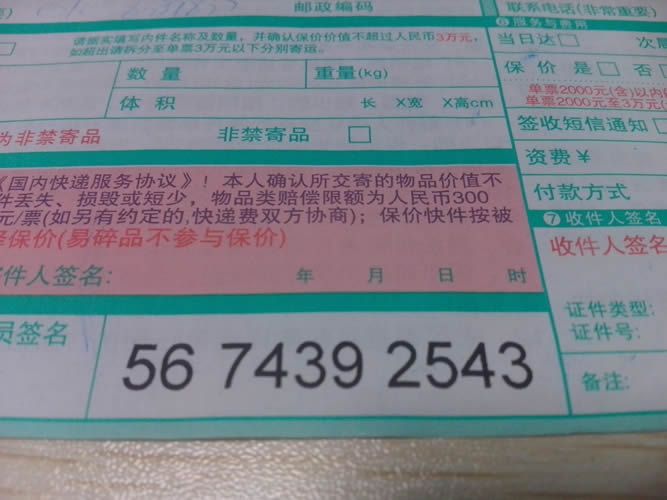 邮政编码
联系电话(非常重要)
请据实填写内件名称及数量,并确认保价价值不超过人民币3万元,
如超出请拆分至单票3万元以下分别寄运。
⑥服务与费用
当日达□
数量
重量(kg)
保价 是□ 否
体积
长 X宽 X高cm
单票2000元(含)以内
单票2000元至3万元
为非禁寄品
非禁寄品 □
签收短信通知□
资费¥
《国内快递服务协议》!本人确认所交寄的物品价值不
件丢失、损毁或短少,物品类赔偿限额为人民币300
元/票(如另有约定的,快递费双方协商);保价快件按被
保价(易碎品不参与保价)
付款方式
⑦收件人签名
收件人签名
件人签名:
年 月 日 时
证件类型:
证件号:
员签名
56 7439 2543
备注: